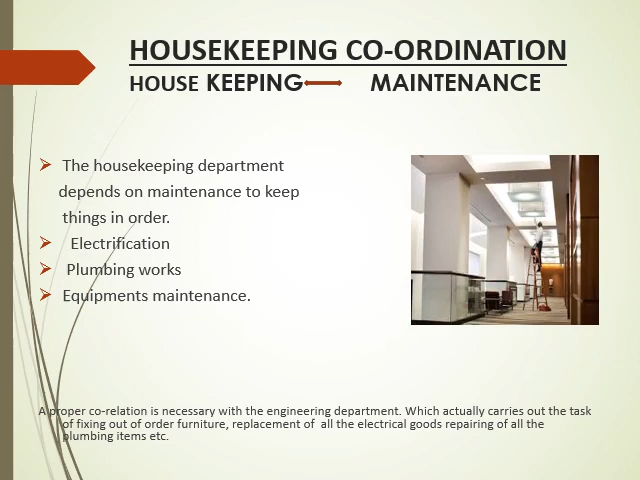 HOUSEKEEPING CO-ORDINATION
HOUSE KEEPING MAINTENANCE
The housekeeping department
depends on maintenance to keep
things in order.
Electrification
Plumbing works
Equipments maintenance.
A proper co-relation is necessary with the engineering department. Which actually carries out the task
of fixing out of order furniture, replacement of all the electrical goods repairing of all the
plumbing items etc.